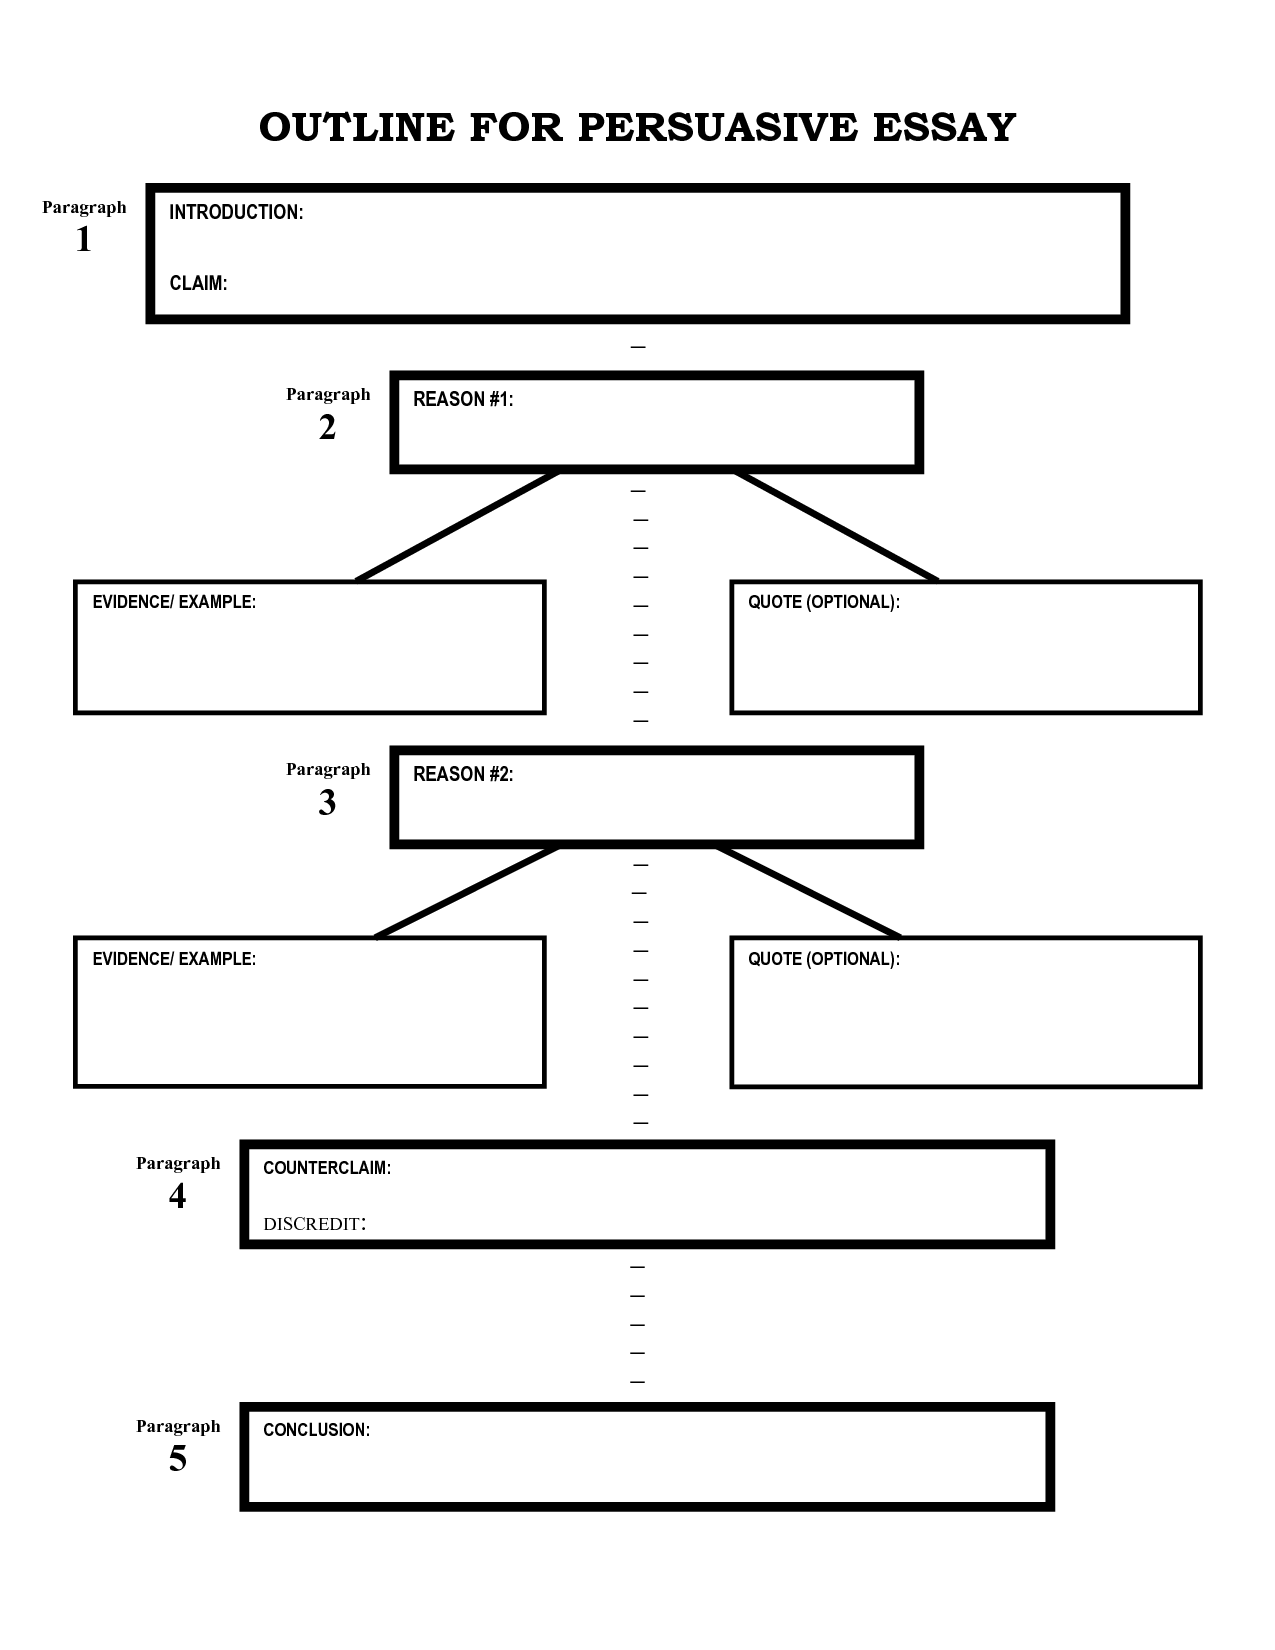 OUTLINE FOR PERSUASIVE ESSAY
Paragraph
1
INTRODUCTION:
CLAIM:
Paragraph
2
REASON #1:
EVIDENCE/ EXAMPLE:
QUOTE (OPTIONAL):
Paragraph
3
REASON #2:
EVIDENCE/ EXAMPLE:
QUOTE (OPTIONAL):
Paragraph
4
COUNTERCLAIM:
DISCREDIT:
Paragraph
5
CONCLUSION: